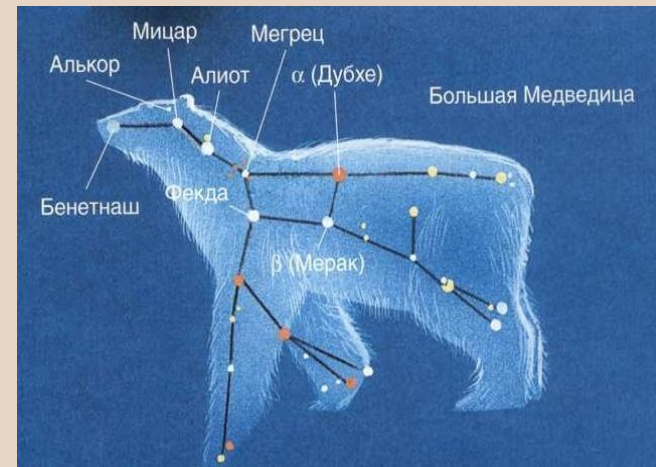 Мицар
Мегрец
Алькор
Алиот
α (Дубхе)
Большая Медведица
Фекда
Бенетнаш
β (Мерак)